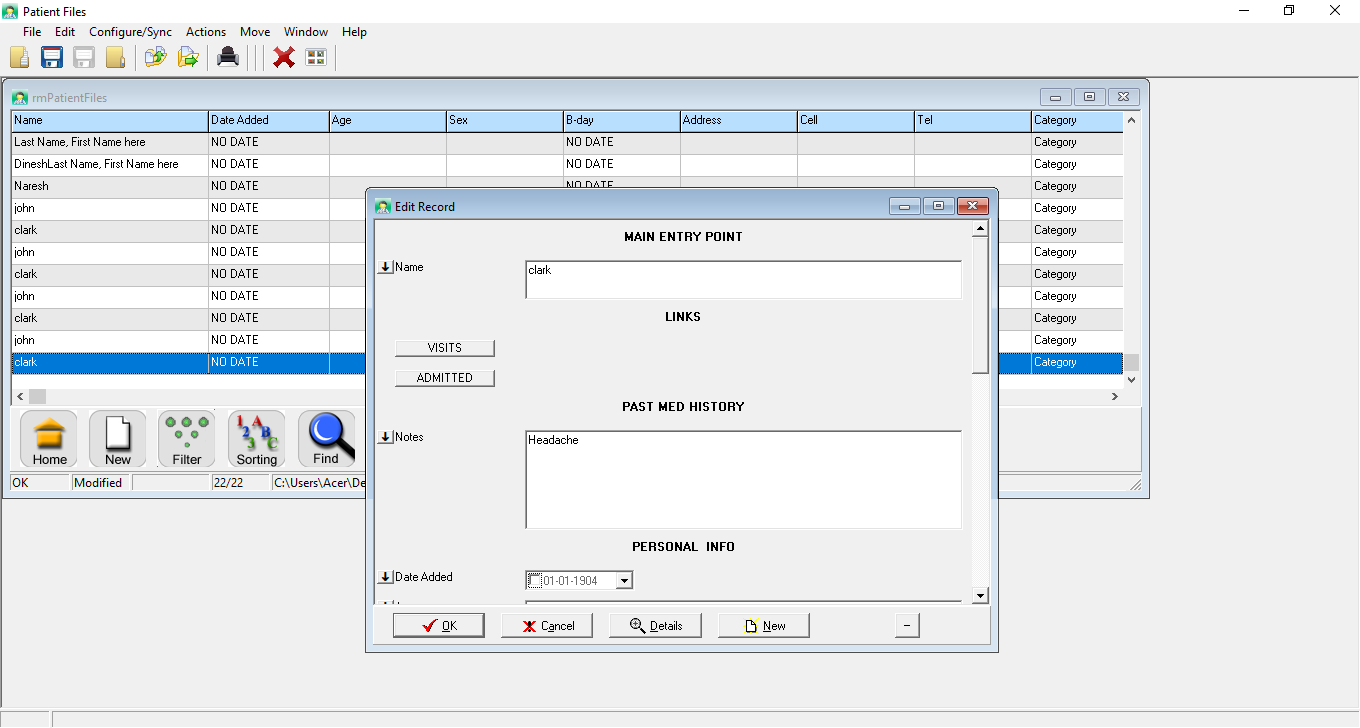 Patient Files
File Edit Configure/Sync Actions Move Window Help
rmPatientFiles
Name Date Added Age Sex B-day Address Cell Tel Category
Last Name, First Name here NO DATE NO DATE Category
DineshLast Name, First Name here NO DATE NO DATE Category
Naresh NO DATE NO DATE Category
john NO DATE Category
clark NO DATE Category
john NO DATE Category
clark NO DATE Category
john NO DATE Category
clark NO DATE Category
john NO DATE Category
clark NO DATE Category
Home New Filter Sorting Find
OK Modified 22/22 C:\Users\Acer\De
Edit Record
MAIN ENTRY POINT
Name clark
LINKS
VISITS
ADMITTED
PAST MED HISTORY
Notes Headache
PERSONAL INFO
Date Added 01-01-1904
OK Cancel Details New −